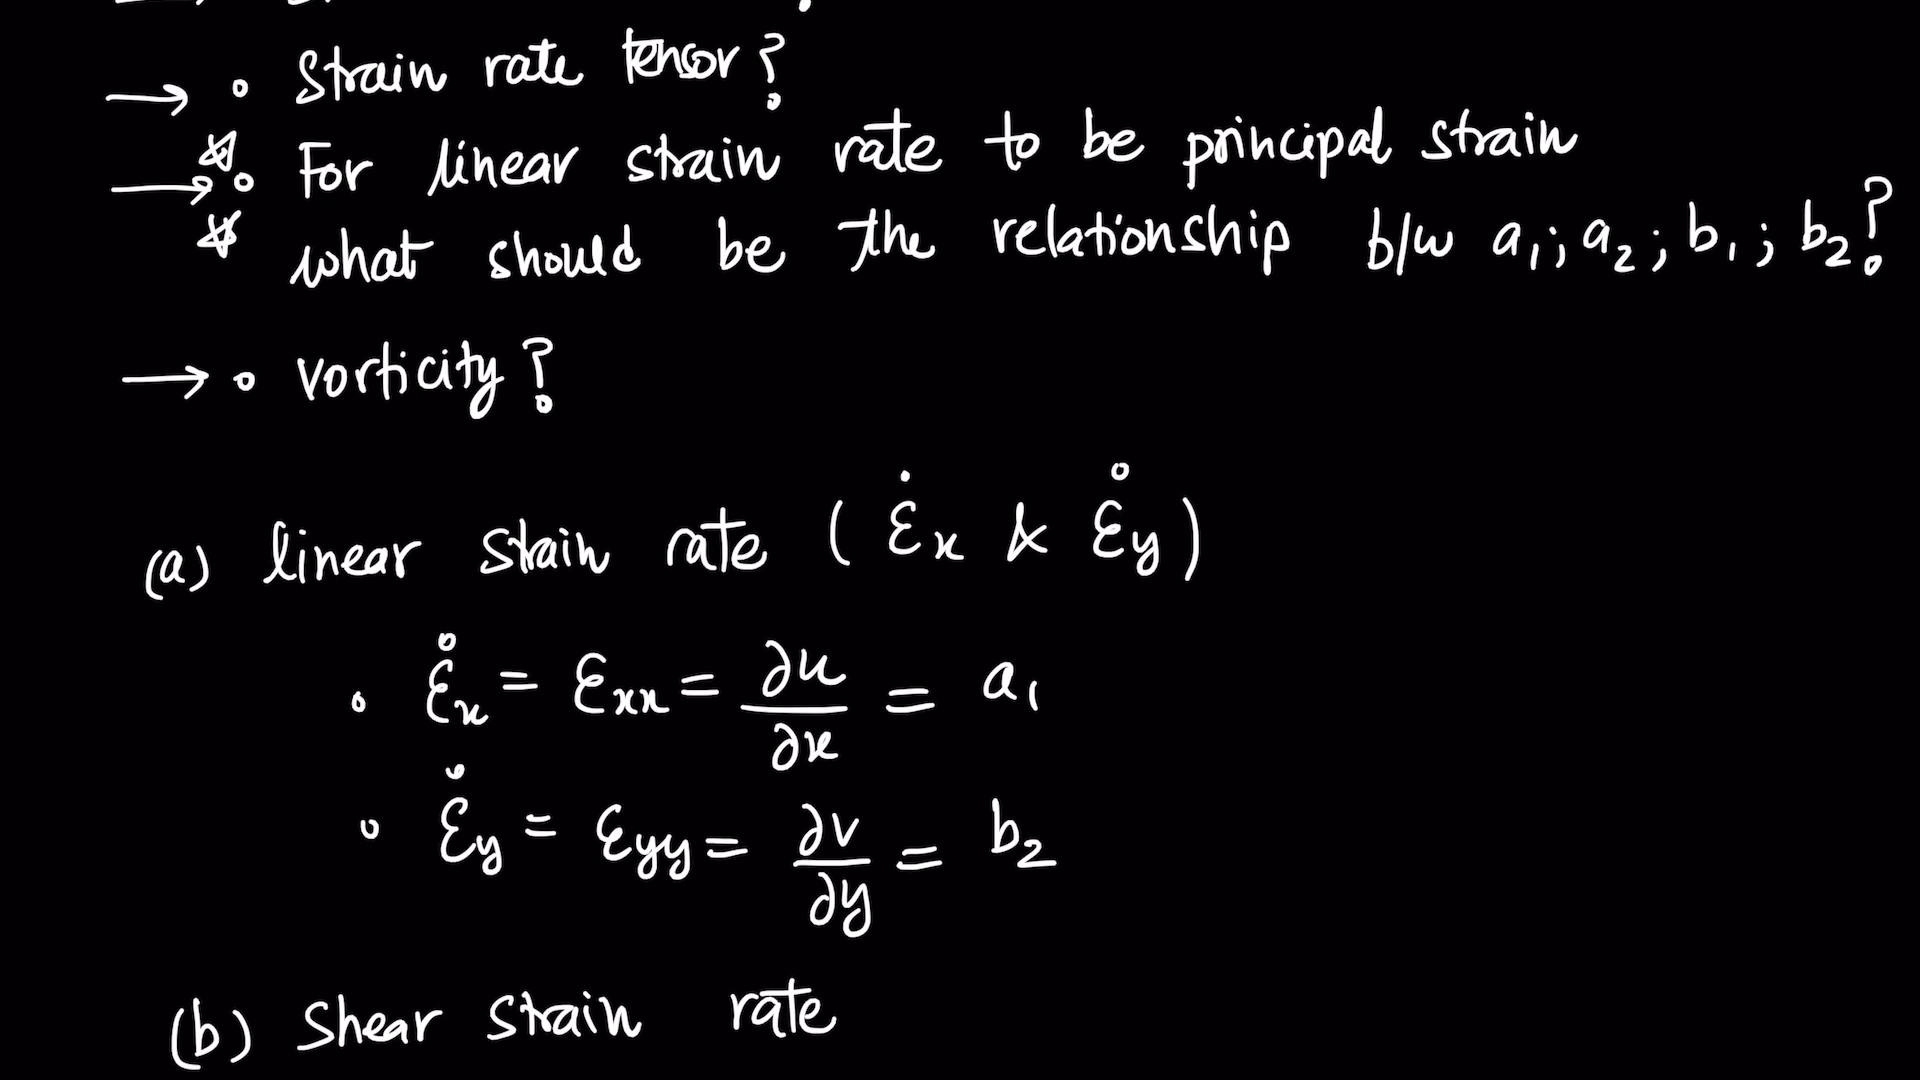 → ∘ Strain rate tensor?
→ ∘ For linear strain rate to be principal strain
what should be the relationship b/w a₁; a₂; b₁; b₂?
→ ∘ vorticity?
(a) linear stain rate ( ε̇x & ε̇y )
∘ ε̇x = εxx = ∂u/∂x = a₁
∘ ε̇y = εyy = ∂v/∂y = b₂
(b) Shear strain rate